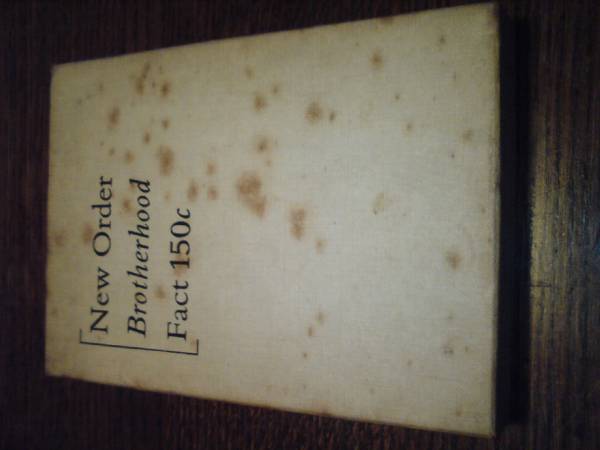 New Order
Brotherhood
Fact 150c